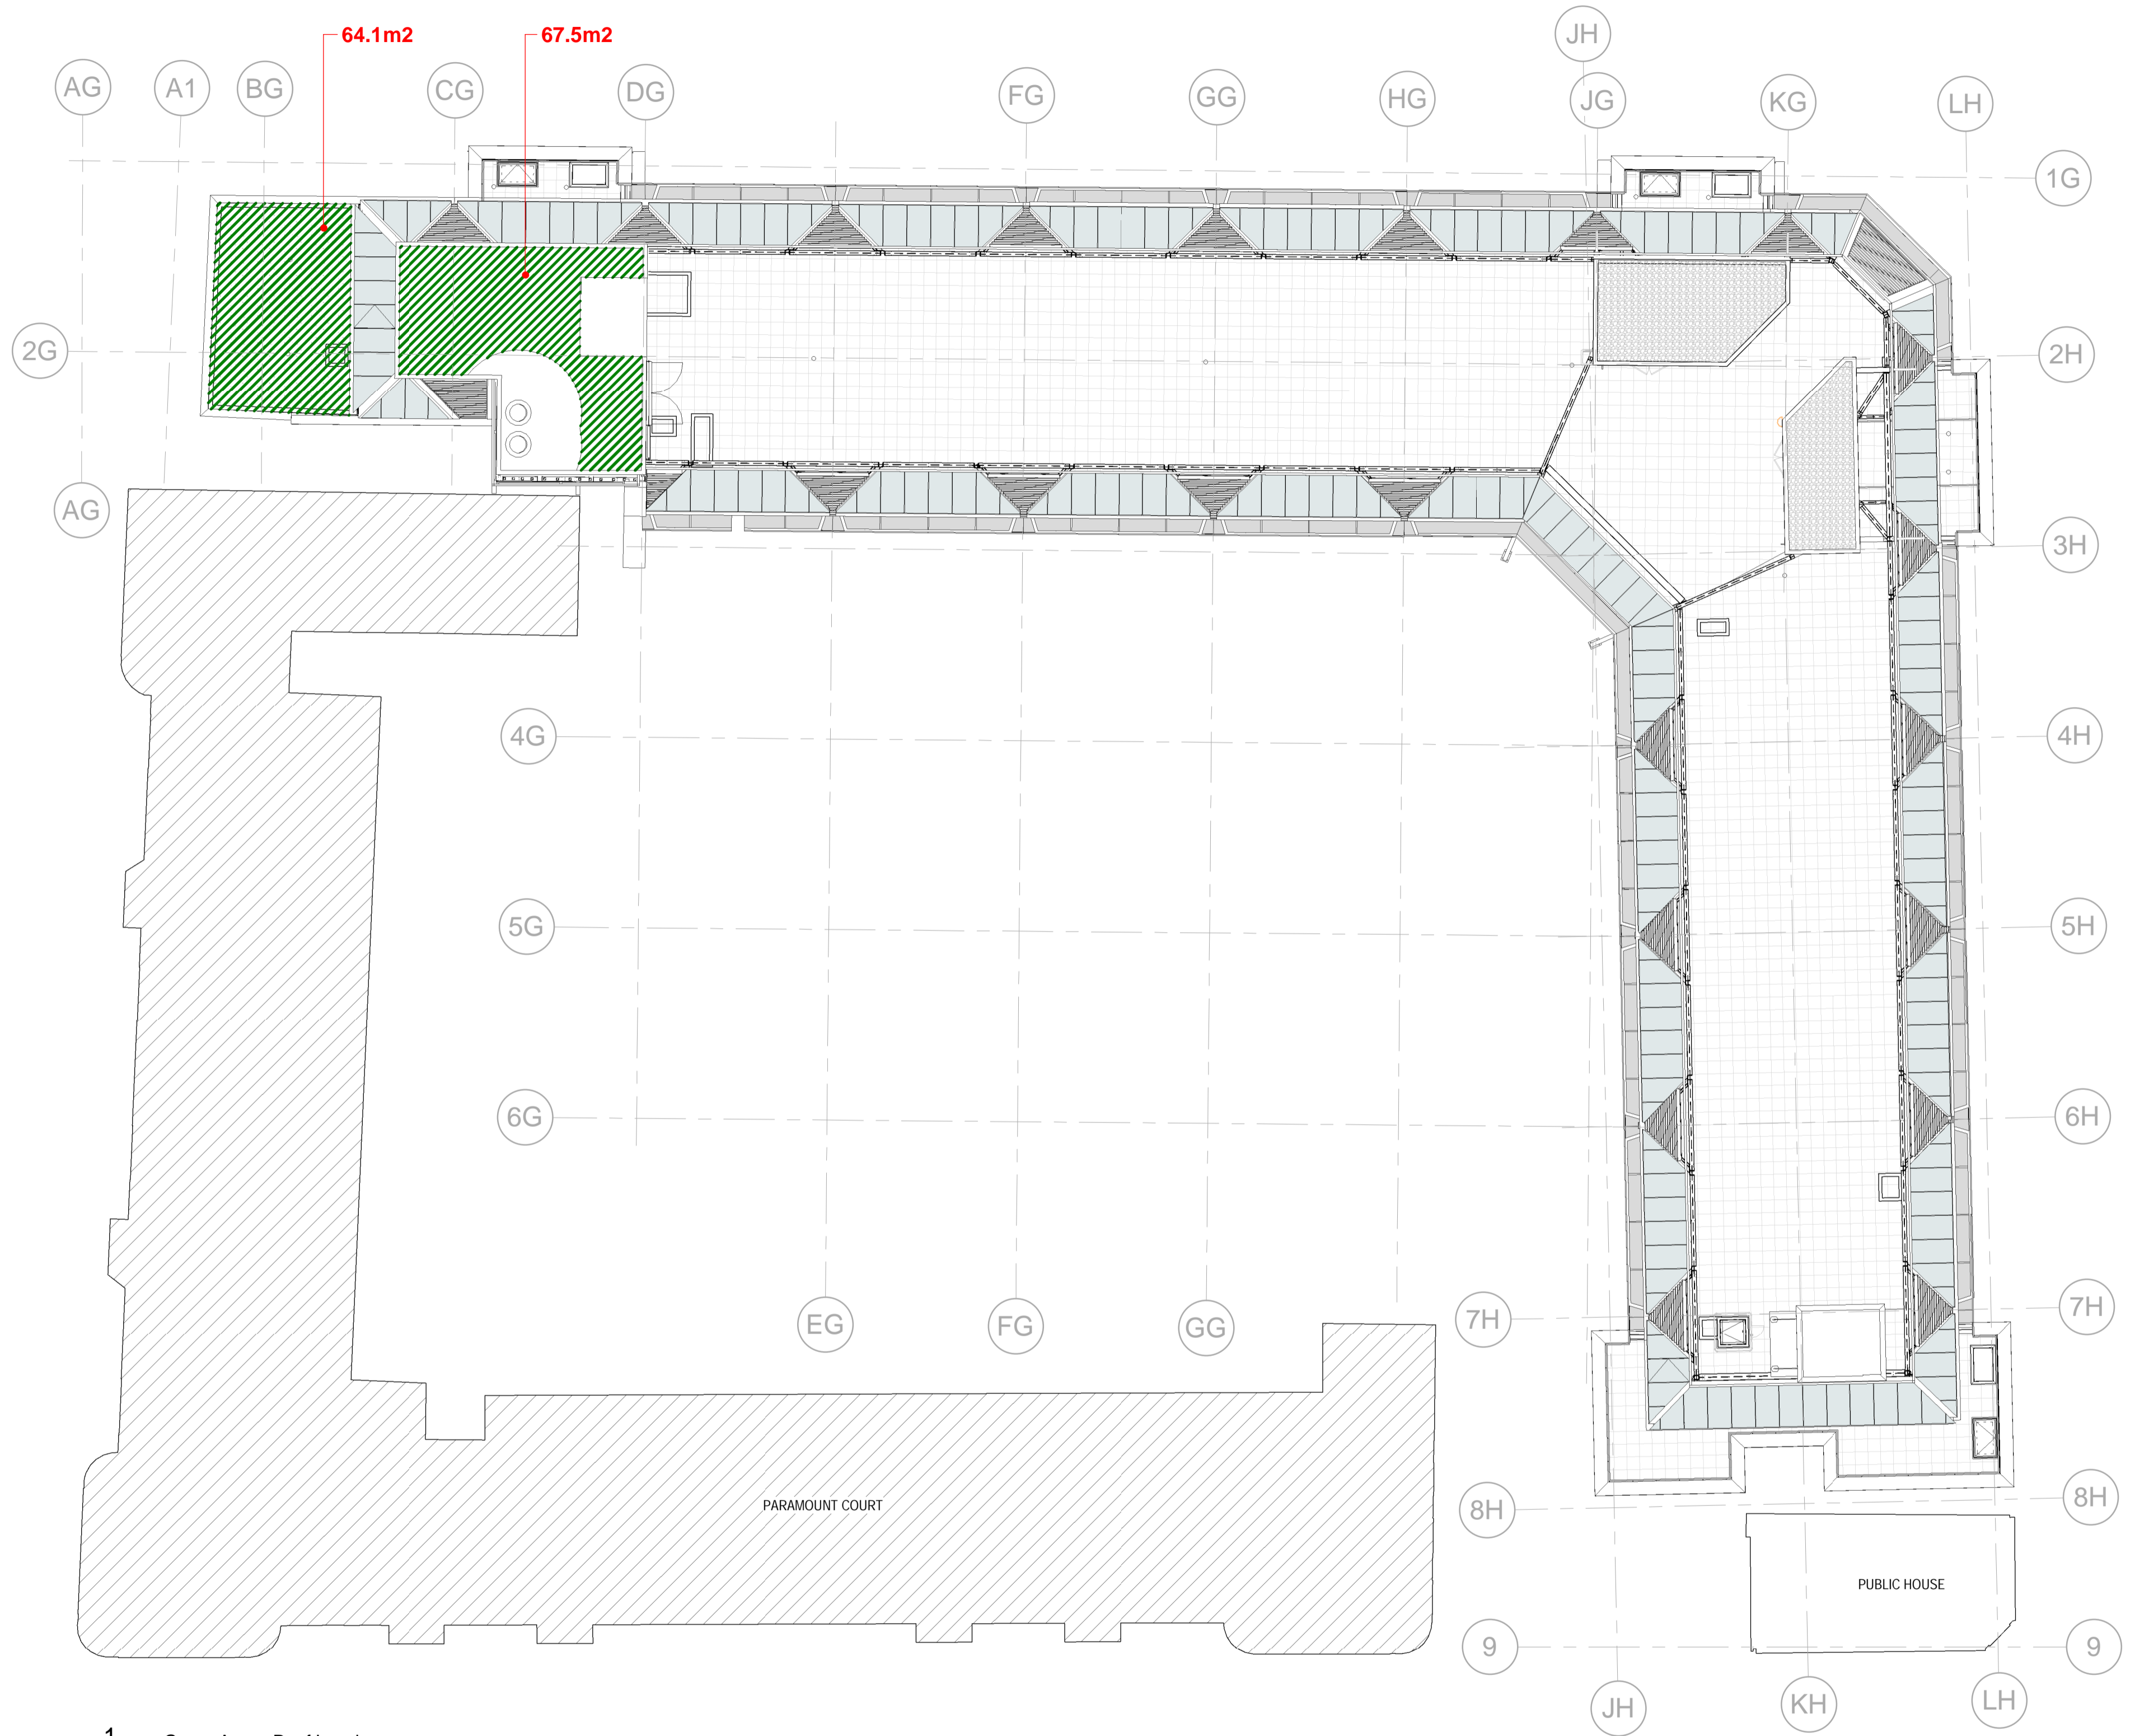 64.1m2 67.5m2
JH
AG A1 BG CG DG FG GG HG JG KG LH
1G
2G 2H
AG
3H
4G 4H
5G 5H
6G 6H
EG FG GG 7H 7H
PARAMOUNT COURT
8H 8H
PUBLIC HOUSE
9 9
JH KH LH
1